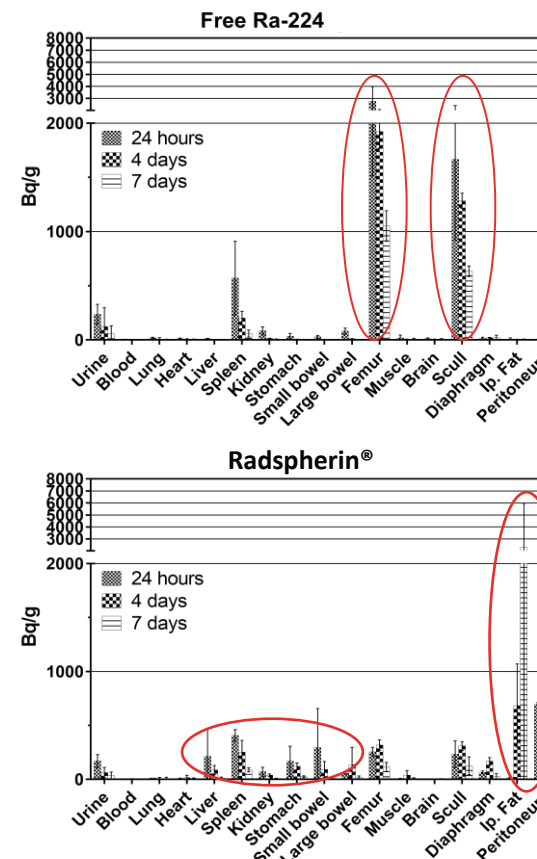 Free Ra-224
8000
7000
6000
5000
4000
3000
2000
1000
0
Bq/g
24 hours
4 days
7 days
Urine
Blood
Lung
Heart
Liver
Spleen
Kidney
Stomach
Small bowel
Large bowel
Femur
Muscle
Brain
Scull
Diaphragm
Ip. Fat
Peritoneum
Radspherin®
8000
7000
6000
5000
4000
3000
2000
1000
0
Bq/g
24 hours
4 days
7 days
Urine
Blood
Lung
Heart
Liver
Spleen
Kidney
Stomach
Small bowel
Large bowel
Femur
Muscle
Brain
Scull
Diaphragm
Ip. Fat
Peritoneum